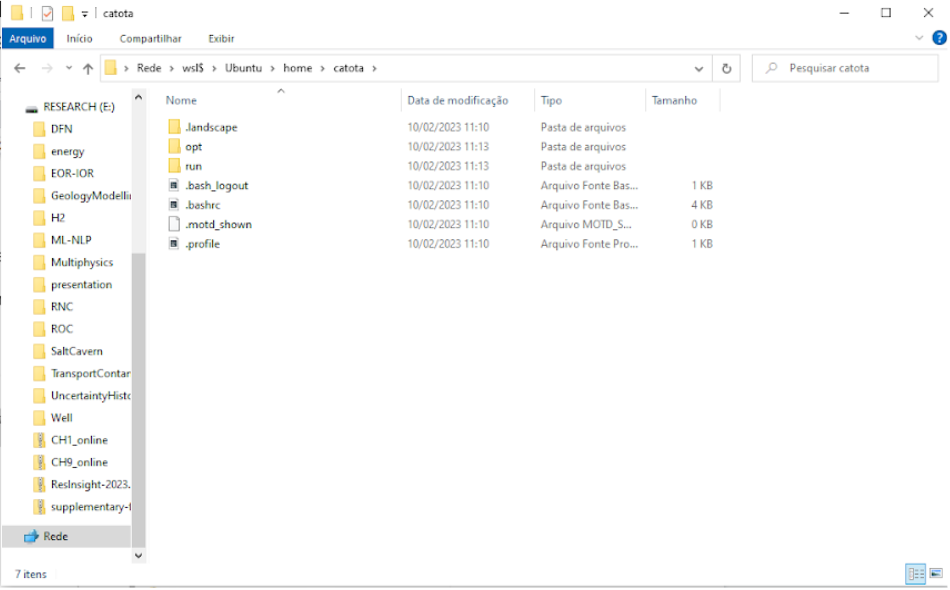 catota
Arquivo Início Compartilhar Exibir
Rede > wsl$ > Ubuntu > home > catota >
Pesquisar catota
RESEARCH (E:)
DFN
energy
EOR-IOR
GeologyModelli
H2
ML-NLP
Multiphysics
presentation
RNC
ROC
SaltCavern
TransportContar
UncertaintyHisto
Well
CH1_online
CH9_online
ResInsight-2023.
supplementary-f
Rede
Nome Data de modificação Tipo Tamanho
.landscape 10/02/2023 11:10 Pasta de arquivos
opt 10/02/2023 11:13 Pasta de arquivos
run 10/02/2023 11:13 Pasta de arquivos
.bash_logout 10/02/2023 11:10 Arquivo Fonte Bas... 1 KB
.bashrc 10/02/2023 11:10 Arquivo Fonte Bas... 4 KB
.motd_shown 10/02/2023 11:10 Arquivo MOTD_S... 0 KB
.profile 10/02/2023 11:10 Arquivo Fonte Pro... 1 KB
7 itens